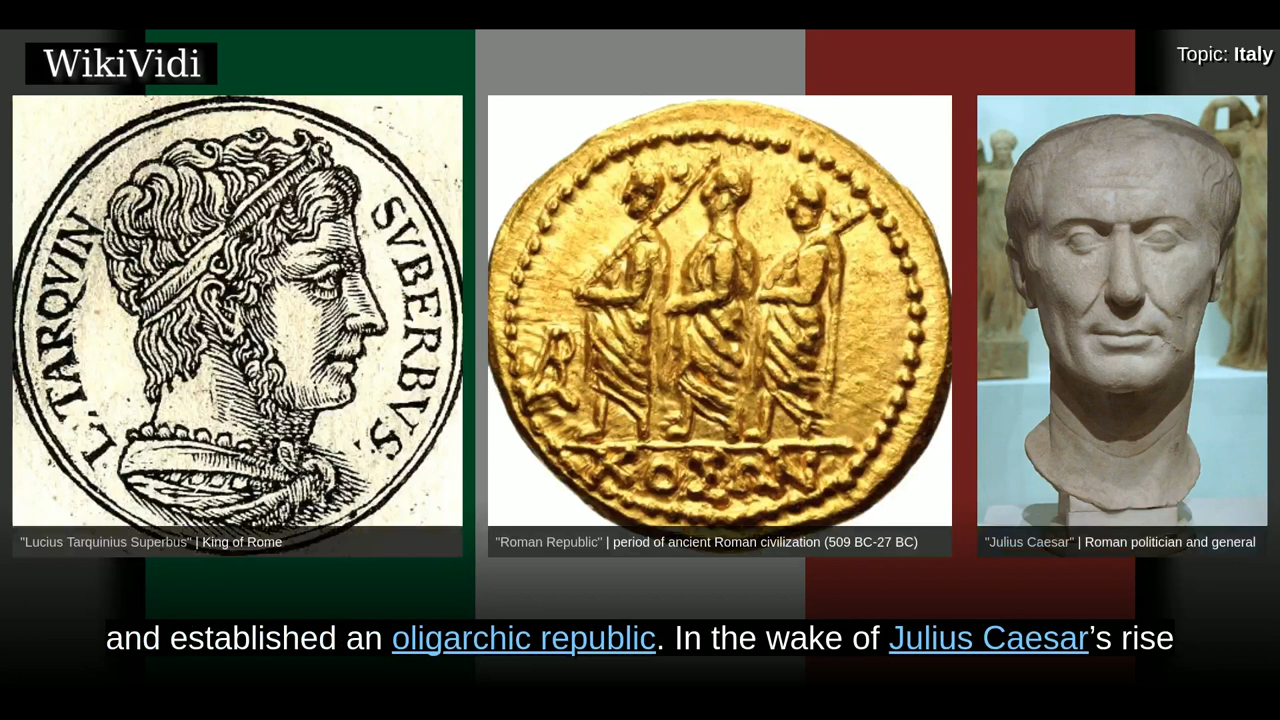 WikiVidi
Topic: Italy
L. TARQVIN SVBERBVS.
ΚΟΣΩΝ
"Lucius Tarquinius Superbus" | King of Rome
"Roman Republic" | period of ancient Roman civilization (509 BC-27 BC)
"Julius Caesar" | Roman politician and general
and established an oligarchic republic. In the wake of Julius Caesar’s rise